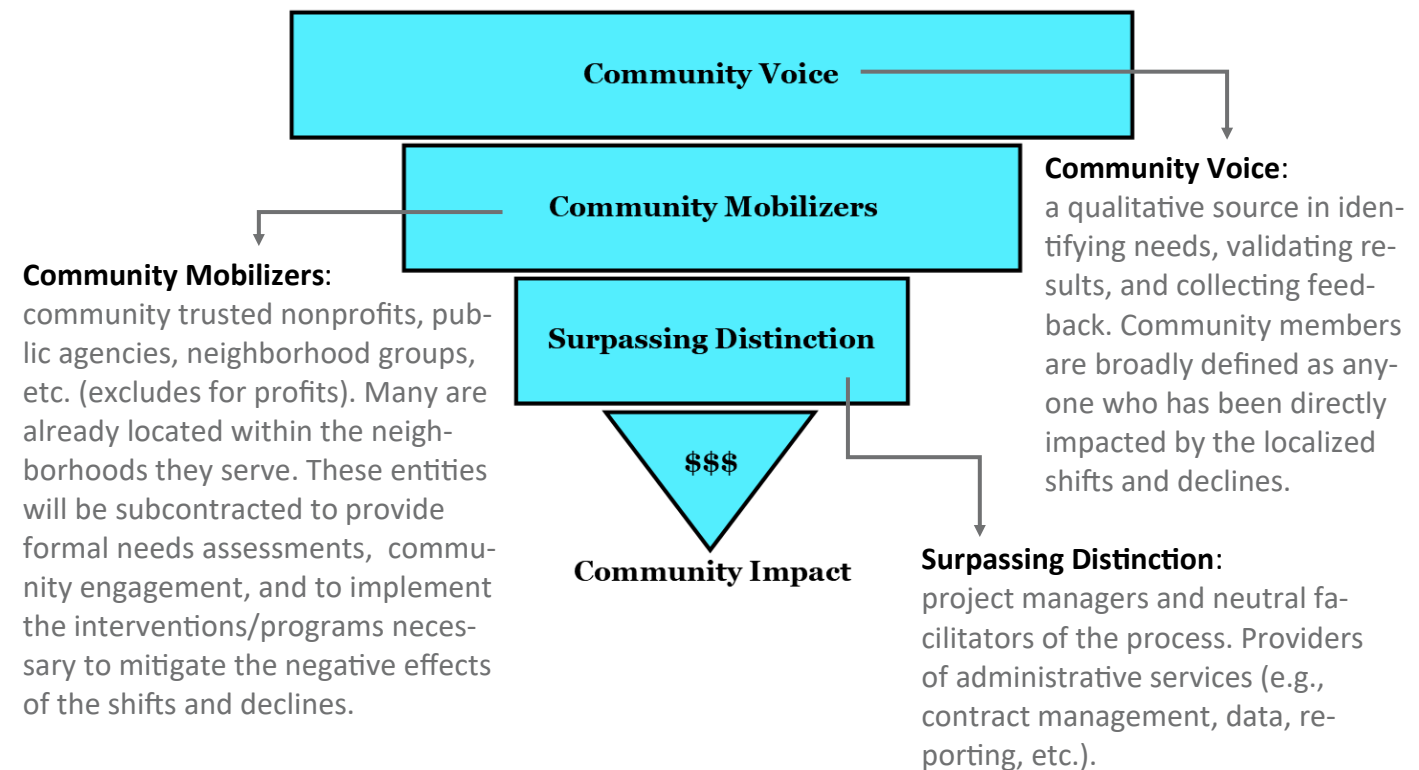 Community Voice
Community Mobilizers
Surpassing Distinction
$$$
Community Impact
Community Voice:
a qualitative source in iden-
tifying needs, validating re-
sults, and collecting feed-
back. Community members
are broadly defined as any-
one who has been directly
impacted by the localized
shifts and declines.
Community Mobilizers:
community trusted nonprofits, pub-
lic agencies, neighborhood groups,
etc. (excludes for profits). Many are
already located within the neigh-
borhoods they serve. These entities
will be subcontracted to provide
formal needs assessments,  commu-
nity engagement, and to implement
the interventions/programs neces-
sary to mitigate the negative effects
of the shifts and declines.
Surpassing Distinction:
project managers and neutral fa-
cilitators of the process. Providers
of administrative services (e.g.,
contract management, data, re-
porting, etc.).